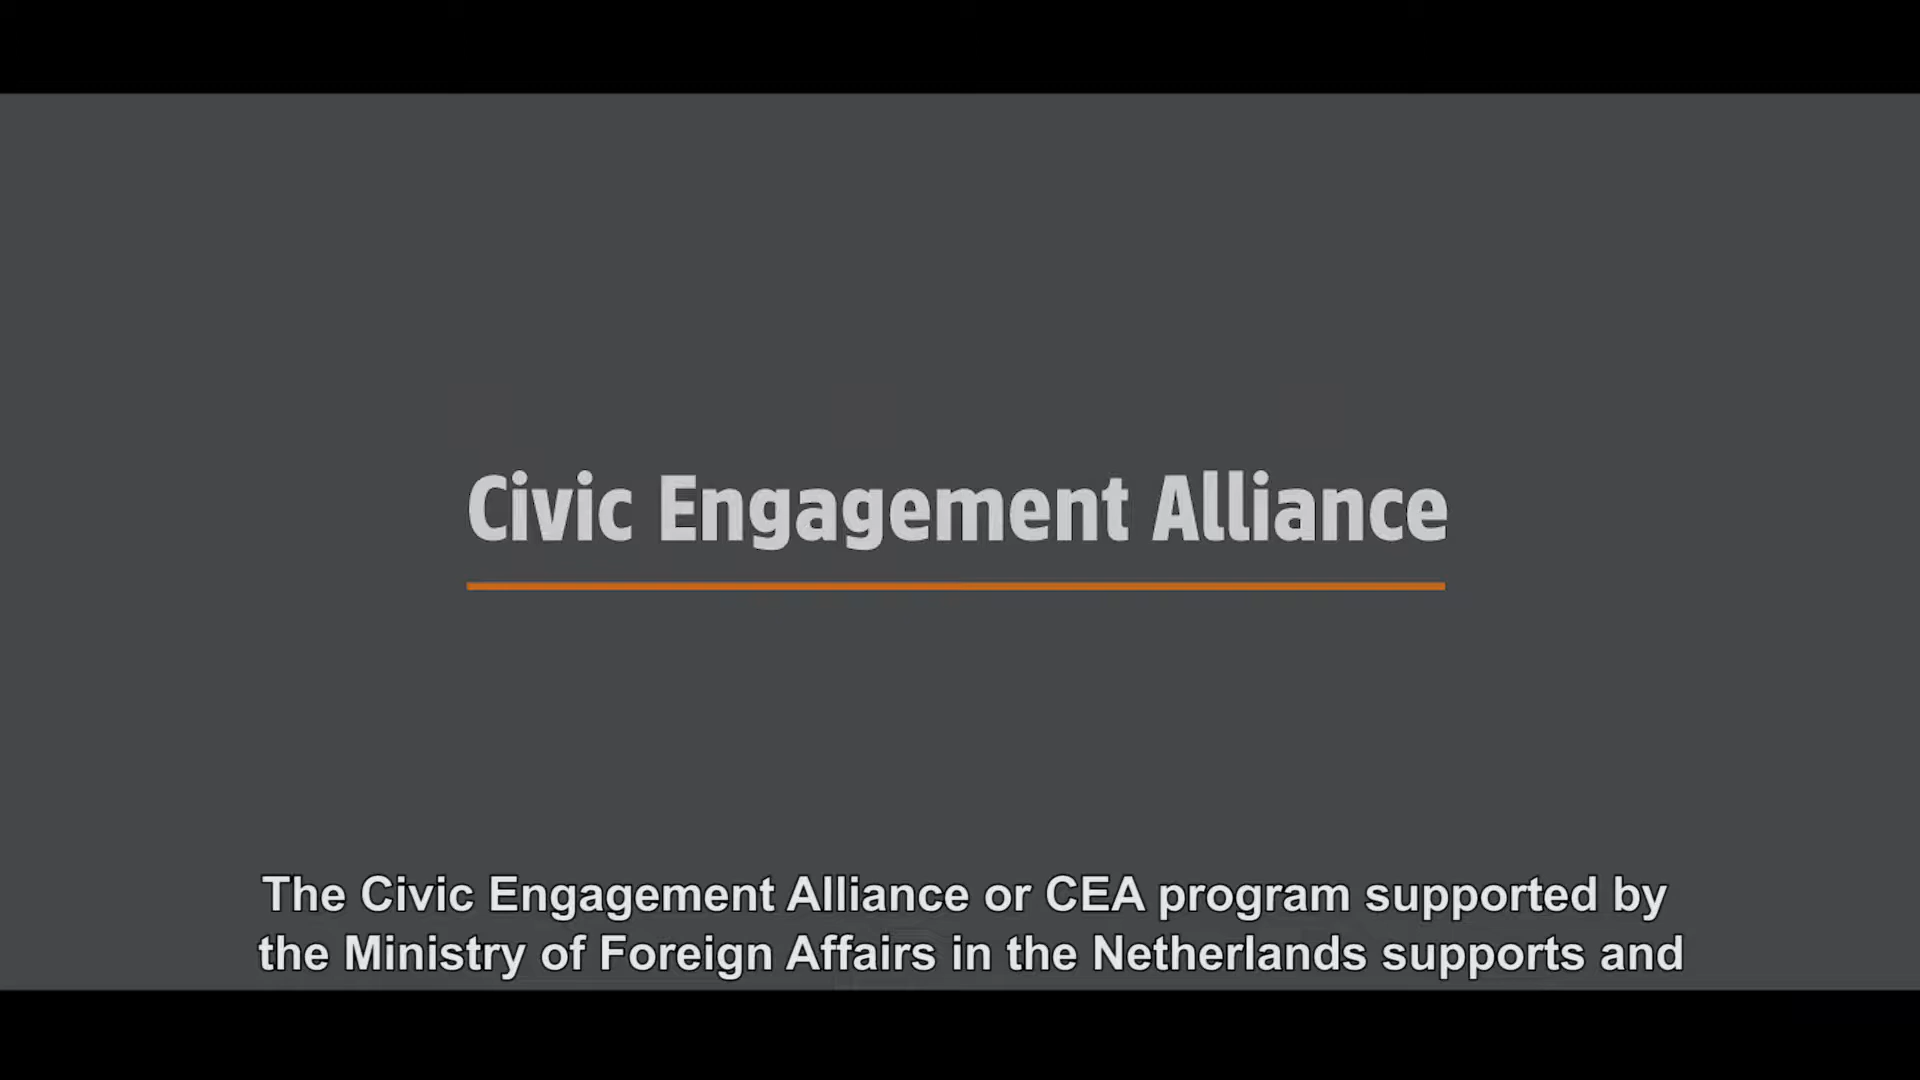 Civic Engagement Alliance
The Civic Engagement Alliance or CEA program supported by
the Ministry of Foreign Affairs in the Netherlands supports and